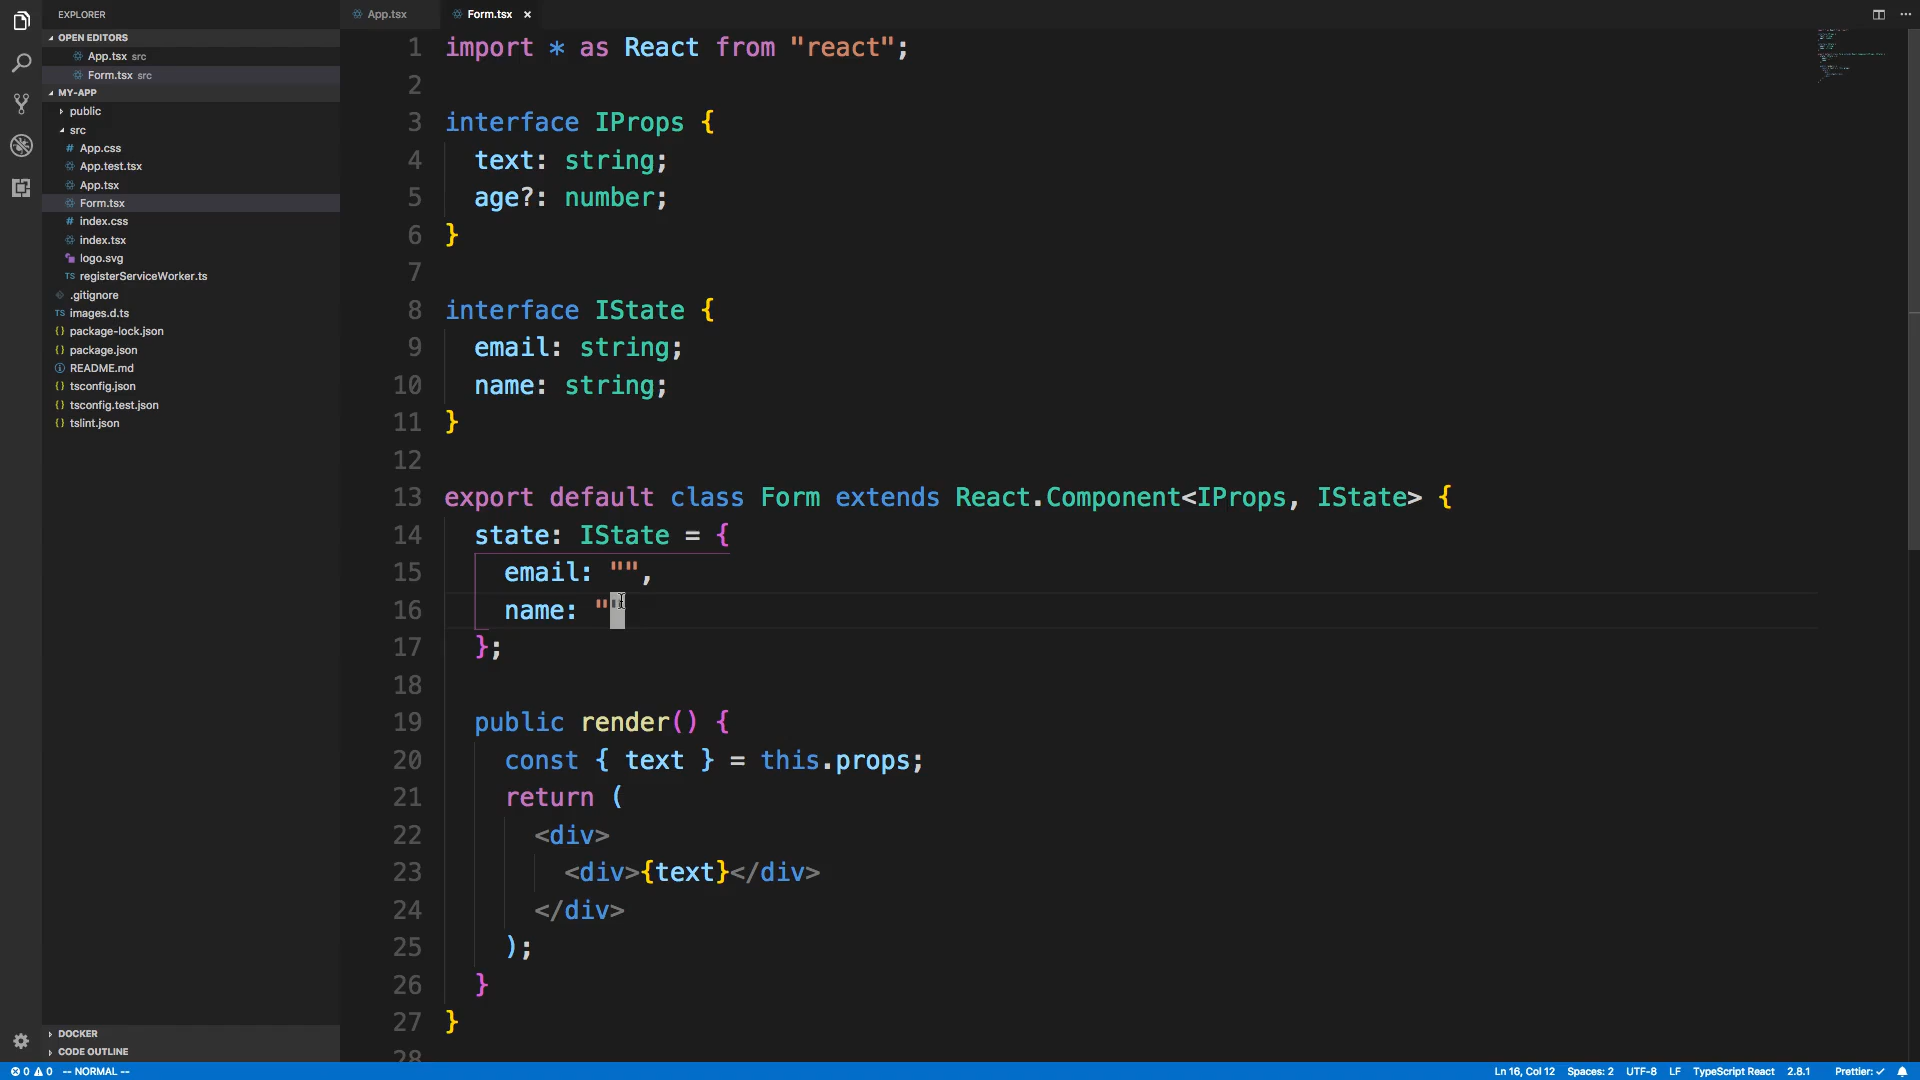 EXPLORER
OPEN EDITORS
App.tsx src
Form.tsx src
MY-APP
public
src
# App.css
App.test.tsx
App.tsx
Form.tsx
# index.css
index.tsx
logo.svg
TS registerServiceWorker.ts
.gitignore
TS images.d.ts
{} package-lock.json
{} package.json
README.md
{} tsconfig.json
{} tsconfig.test.json
{} tslint.json
DOCKER
CODE OUTLINE
App.tsx
Form.tsx ×
1 import * as React from "react";
2
3 interface IProps {
4 text: string;
5 age?: number;
6 }
7
8 interface IState {
9 email: string;
10 name: string;
11 }
12
13 export default class Form extends React.Component<IProps, IState> {
14 state: IState = {
15 email: "",
16 name: ""
17 };
18
19 public render() {
20 const { text } = this.props;
21 return (
22 <div>
23 <div>{text}</div>
24 </div>
25 );
26 }
27 }
28
0 0 -- NORMAL --
Ln 16, Col 12 Spaces: 2 UTF-8 LF TypeScript React 2.8.1 Prettier: ✓